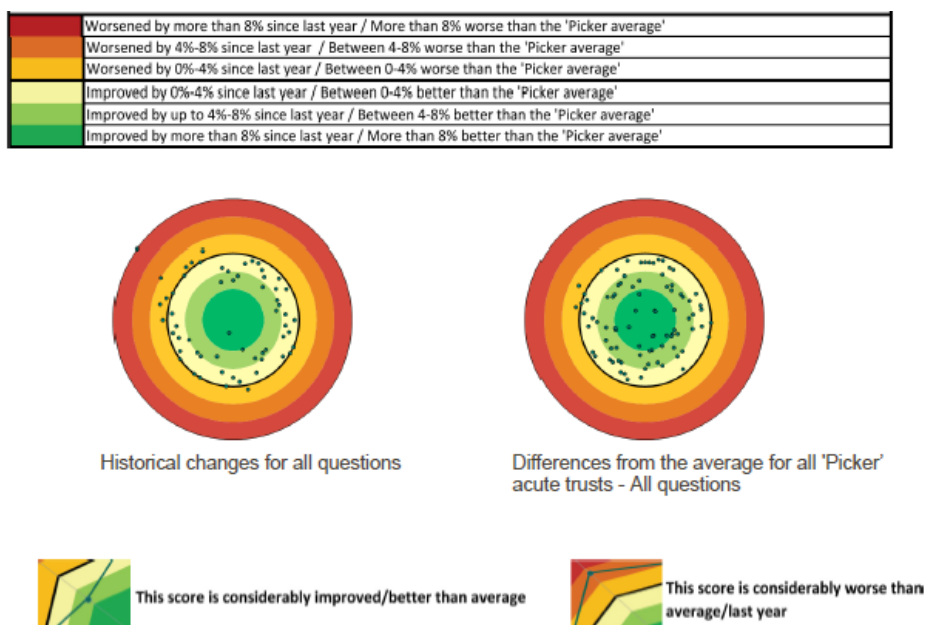 Worsened by more than 8% since last year / More than 8% worse than the 'Picker average'
Worsened by 4%-8% since last year / Between 4-8% worse than the 'Picker average'
Worsened by 0%-4% since last year / Between 0-4% worse than the 'Picker average'
Improved by 0%-4% since last year / Between 0-4% better than the 'Picker average'
Improved by up to 4%-8% since last year / Between 4-8% better than the 'Picker average'
Improved by more than 8% since last year / More than 8% better than the 'Picker average'
Historical changes for all questions
Differences from the average for all 'Picker'
acute trusts - All questions
This score is considerably improved/better than average
This score is considerably worse than
average/last year